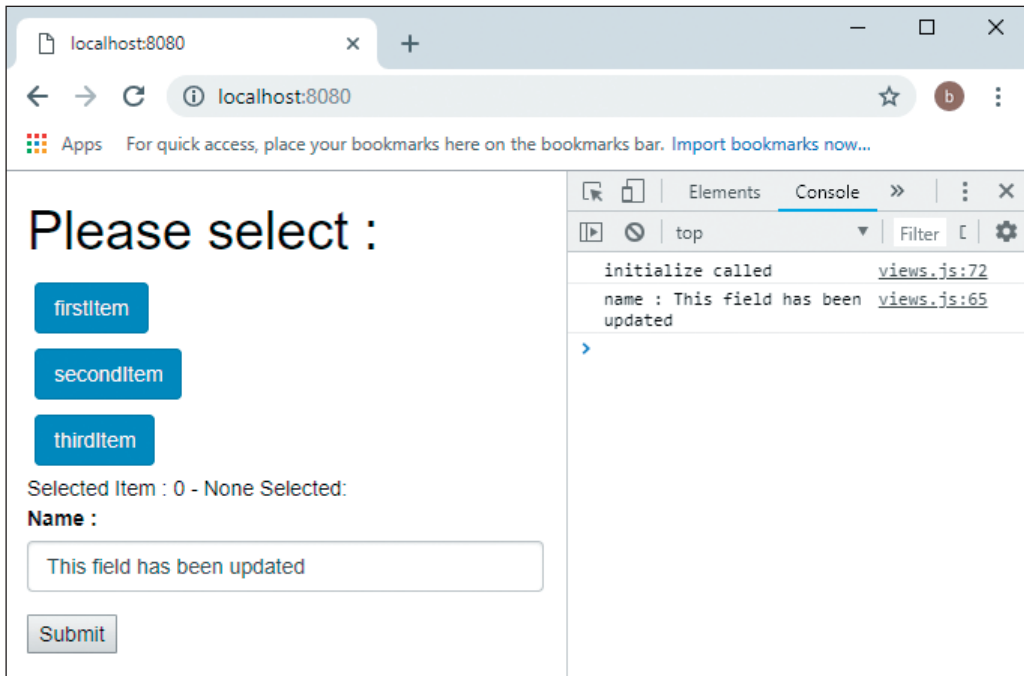 localhost:8080
localhost:8080
b
Apps For quick access, place your bookmarks here on the bookmarks bar. Import bookmarks now...
Elements Console
top Filter
Please select :
firstItem
secondItem
thirdItem
Selected Item : 0 - None Selected:
Name :
This field has been updated
Submit
initialize called views.js:72
name : This field has been views.js:65
updated